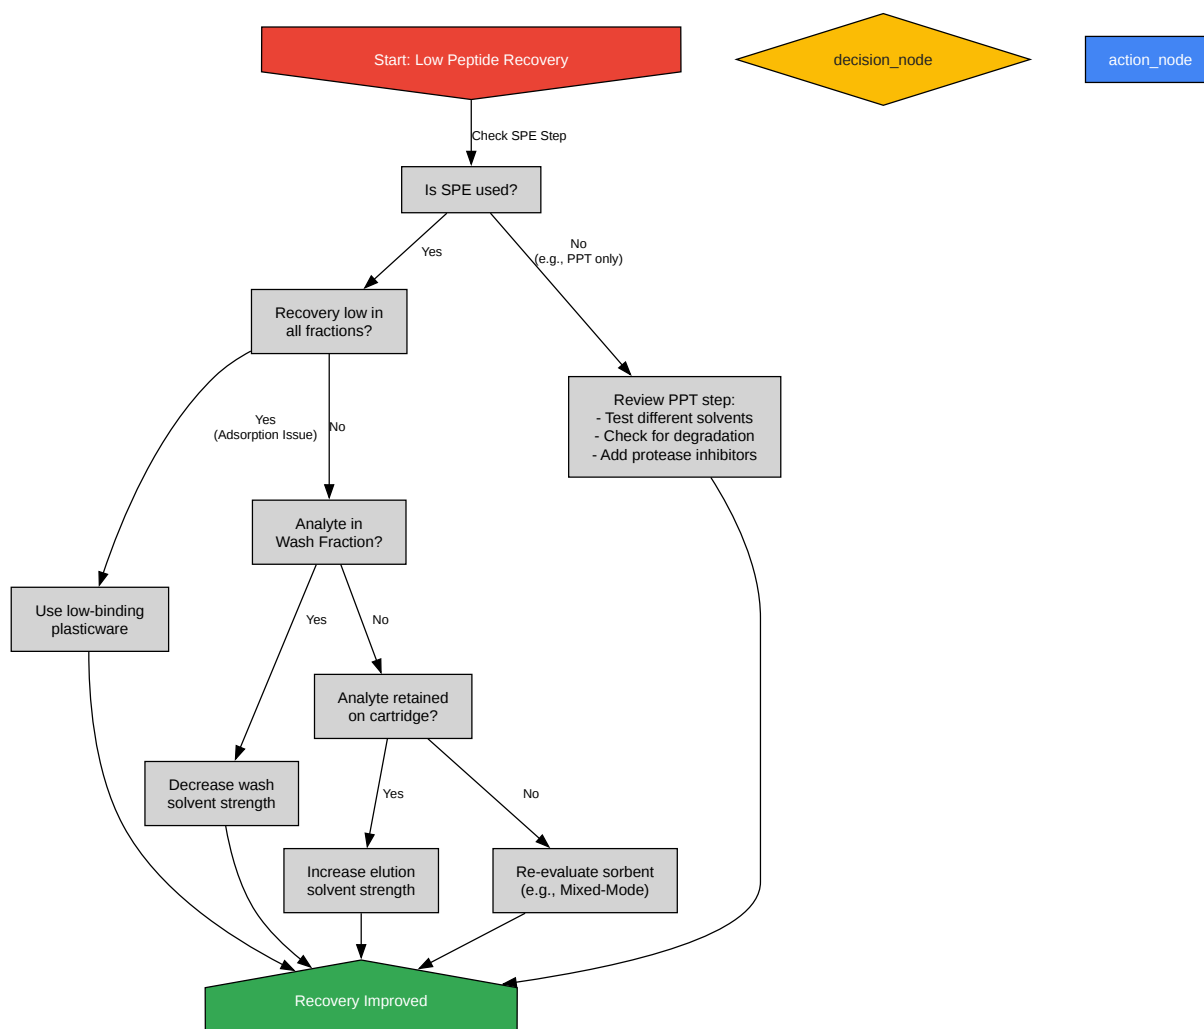 Start: Low Peptide Recovery
decision_node
action_node
Check SPE Step
Is SPE used?
Yes
No
(e.g., PPT only)
Recovery low in
all fractions?
Review PPT step:
- Test different solvents
- Check for degradation
- Add protease inhibitors
Yes
(Adsorption Issue)
No
Analyte in
Wash Fraction?
Use low-binding
plasticware
Yes
No
Analyte retained
on cartridge?
Decrease wash
solvent strength
Yes
No
Increase elution
solvent strength
Re-evaluate sorbent
(e.g., Mixed-Mode)
Recovery Improved